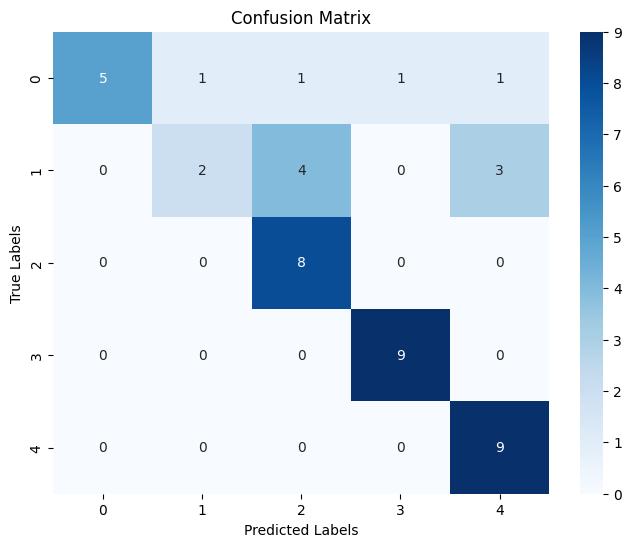 Confusion Matrix
True Labels
0 5 1 1 1 1
1 0 2 4 0 3
2 0 0 8 0 0
3 0 0 0 9 0
4 0 0 0 0 9
0 1 2 3 4
Predicted Labels
9
8
7
6
5
4
3
2
1
0